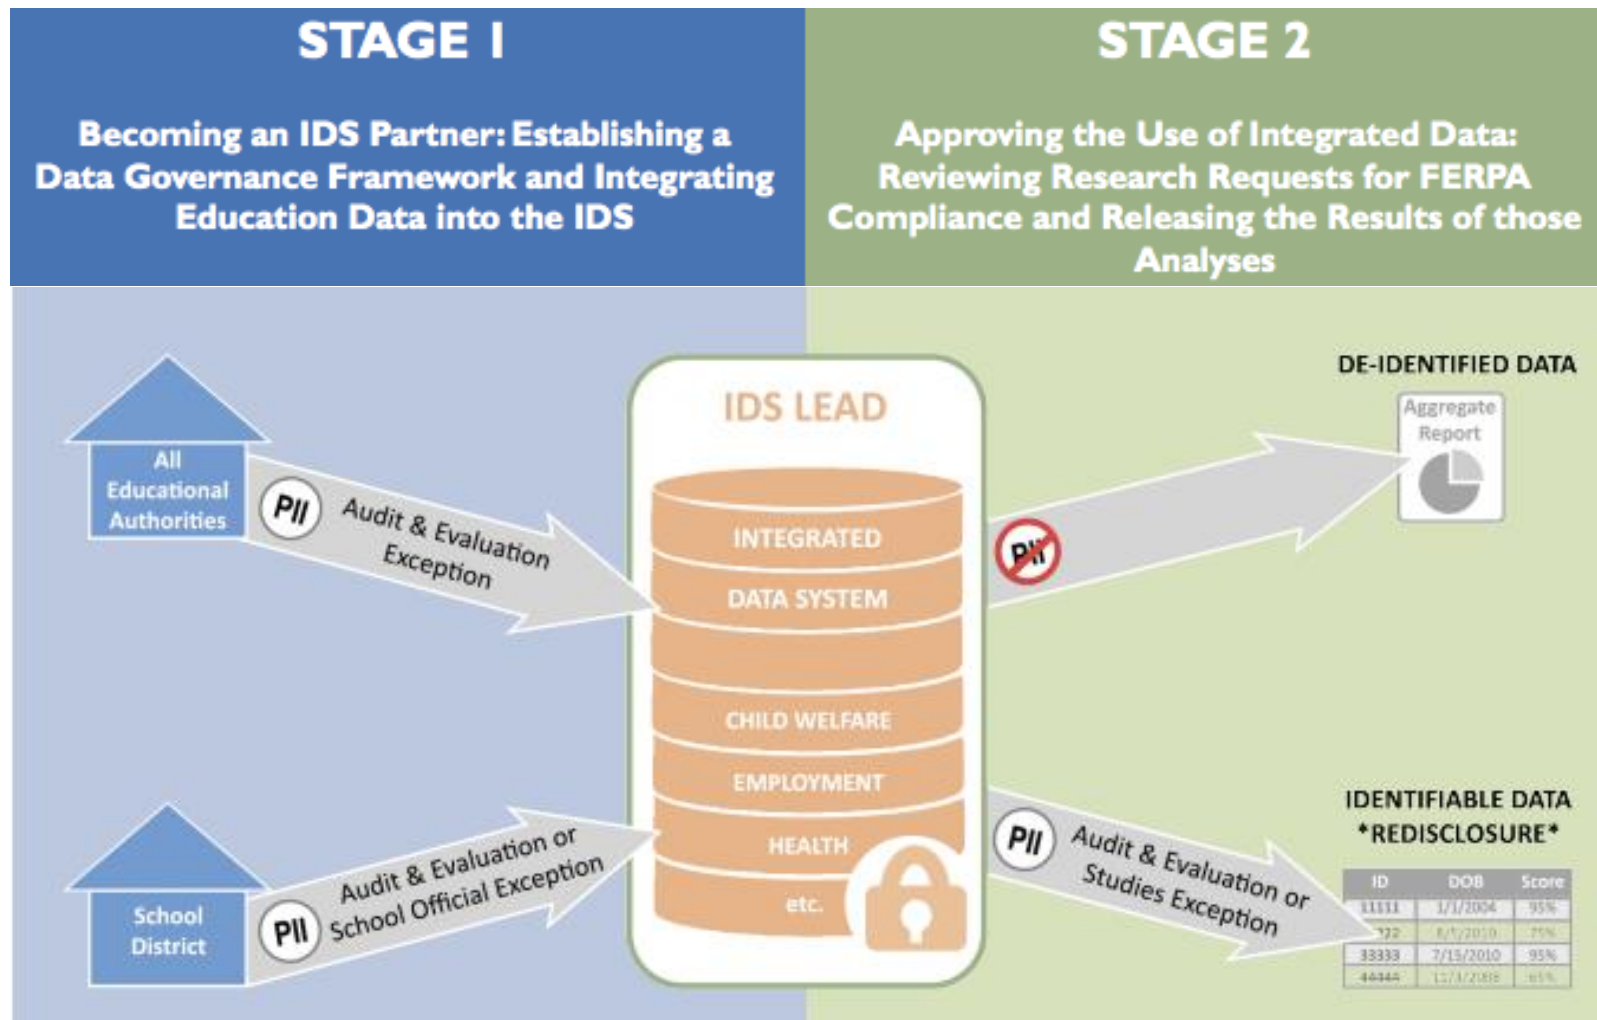 STAGE 1
Becoming an IDS Partner: Establishing a
Data Governance Framework and Integrating
Education Data into the IDS
STAGE 2
Approving the Use of Integrated Data:
Reviewing Research Requests for FERPA
Compliance and Releasing the Results of those
Analyses
All
Educational
Authorities
PII
Audit & Evaluation
Exception
School
District
PII
Audit & Evaluation or
School Official Exception
IDS LEAD
INTEGRATED
DATA SYSTEM
CHILD WELFARE
EMPLOYMENT
HEALTH
etc.
PII
DE-IDENTIFIED DATA
Aggregate
Report
PII
Audit & Evaluation or
Studies Exception
IDENTIFIABLE DATA
*REDISCLOSURE*
ID DOB Score
11111 1/1/2004 95%
75%
33333 7/15/2010 95%
44444